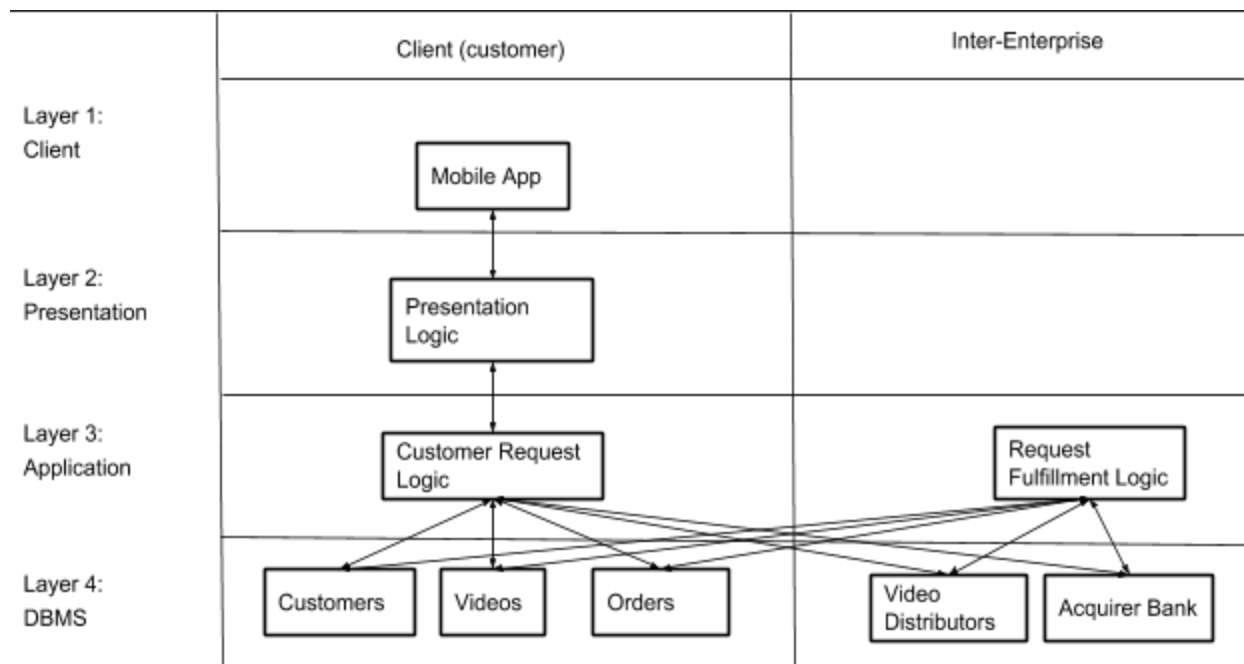 Client (customer)
Inter-Enterprise
Layer 1:
Client
Mobile App
Layer 2:
Presentation
Presentation
Logic
Layer 3:
Application
Customer Request
Logic
Request
Fulfillment Logic
Layer 4:
DBMS
Customers
Videos
Orders
Video
Distributors
Acquirer Bank